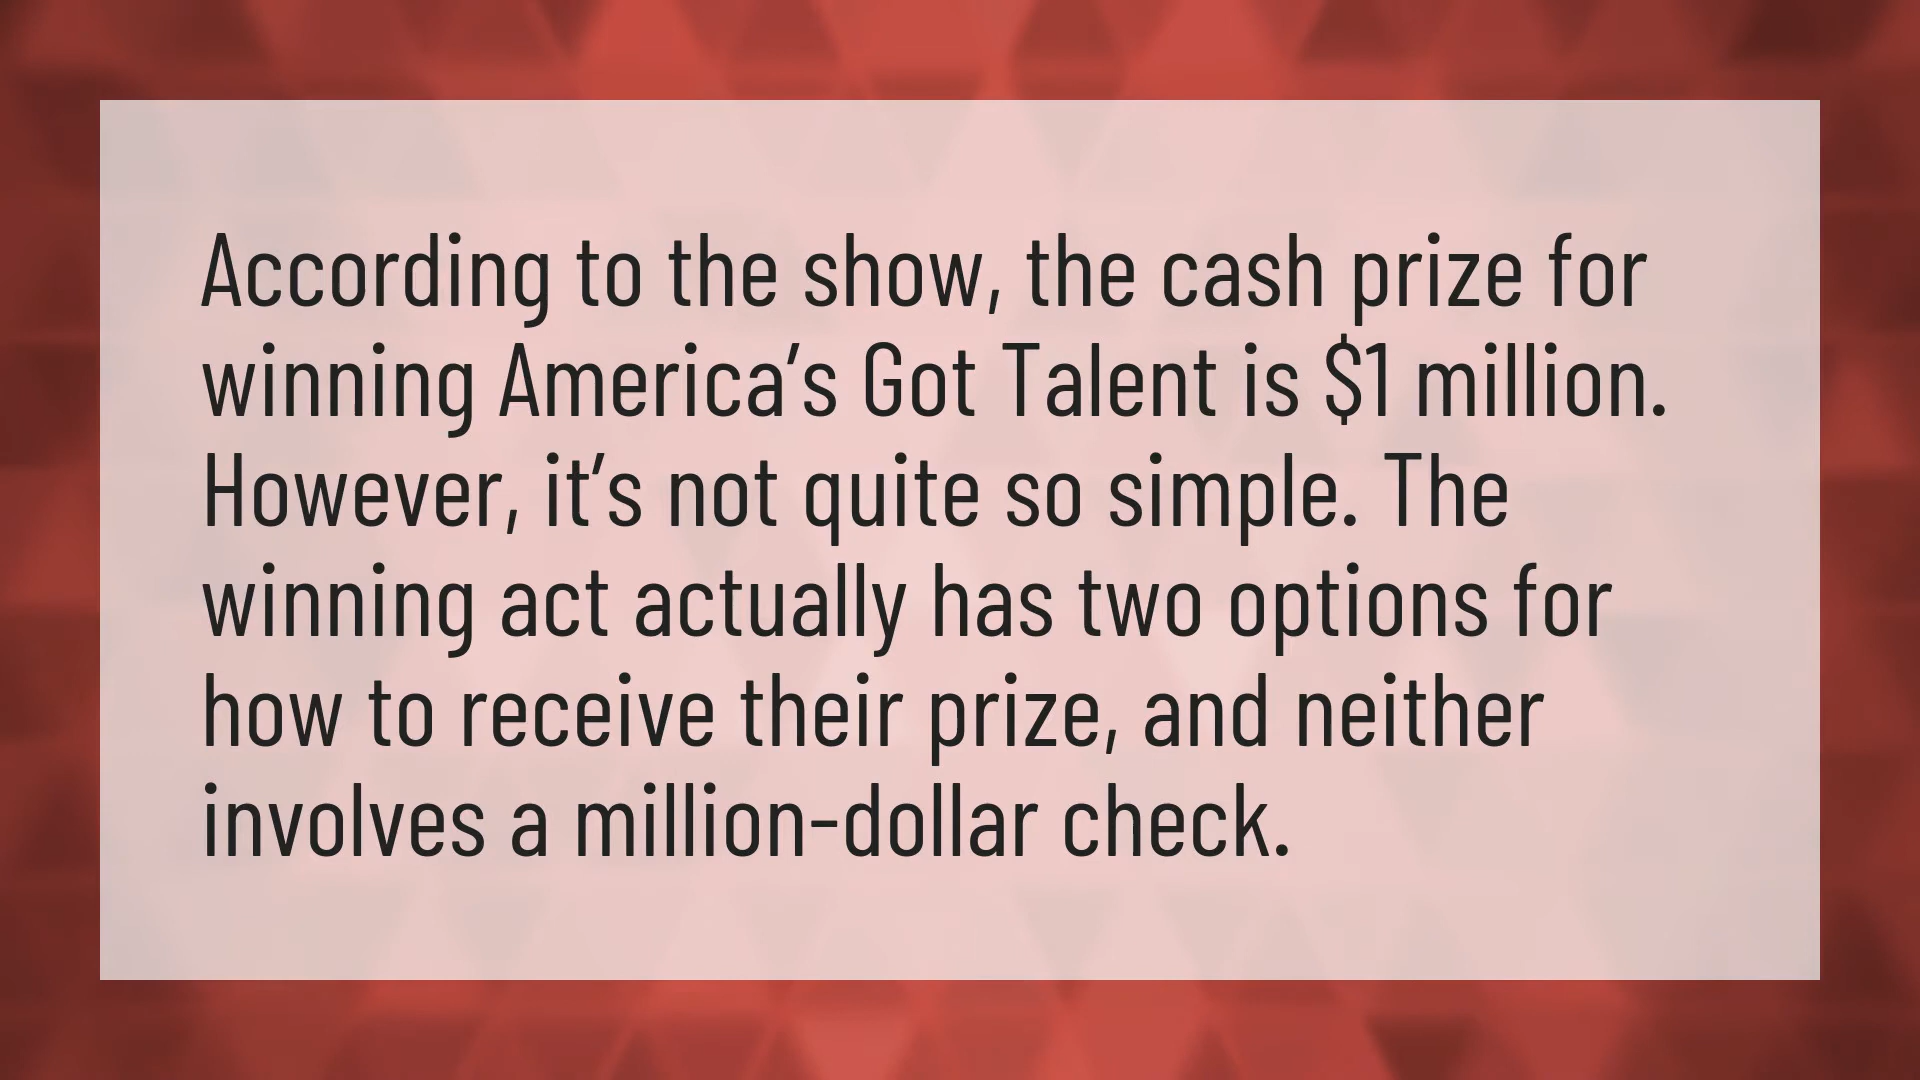 According to the show, the cash prize for
winning America’s Got Talent is $1 million.
However, it’s not quite so simple. The
winning act actually has two options for
how to receive their prize, and neither
involves a million-dollar check.